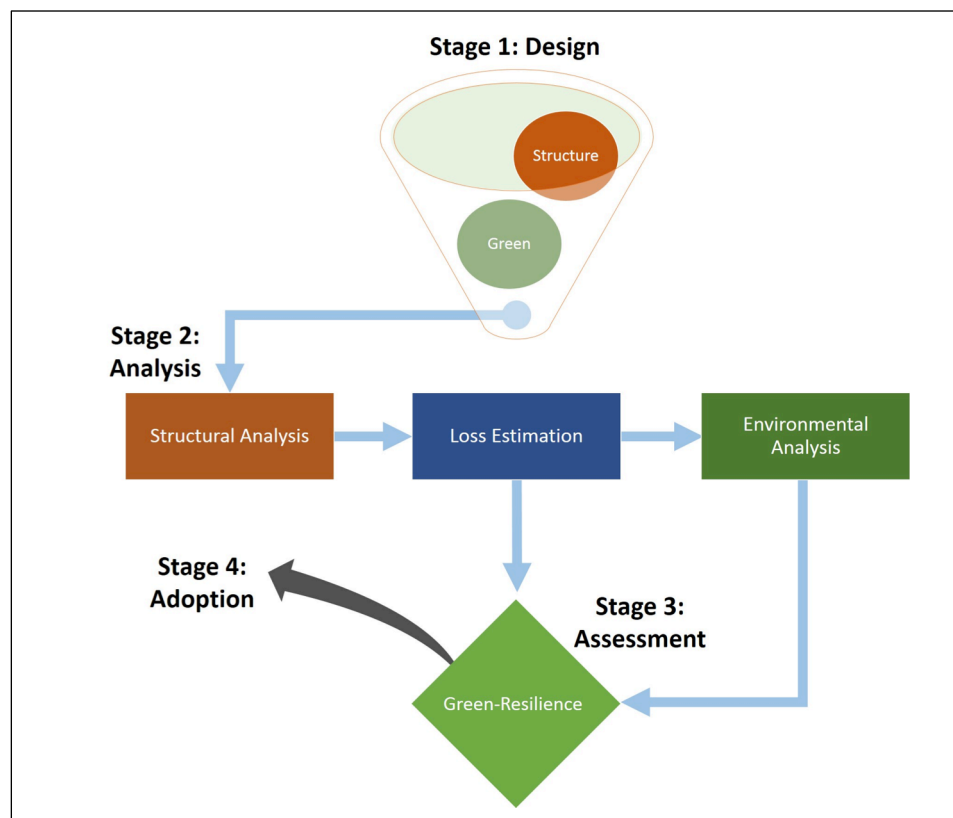 Stage 1: Design
Structure
Green
Stage 2:
Analysis
Structural Analysis
Loss Estimation
Environmental
Analysis
Stage 4:
Adoption
Stage 3:
Assessment
Green-Resilience